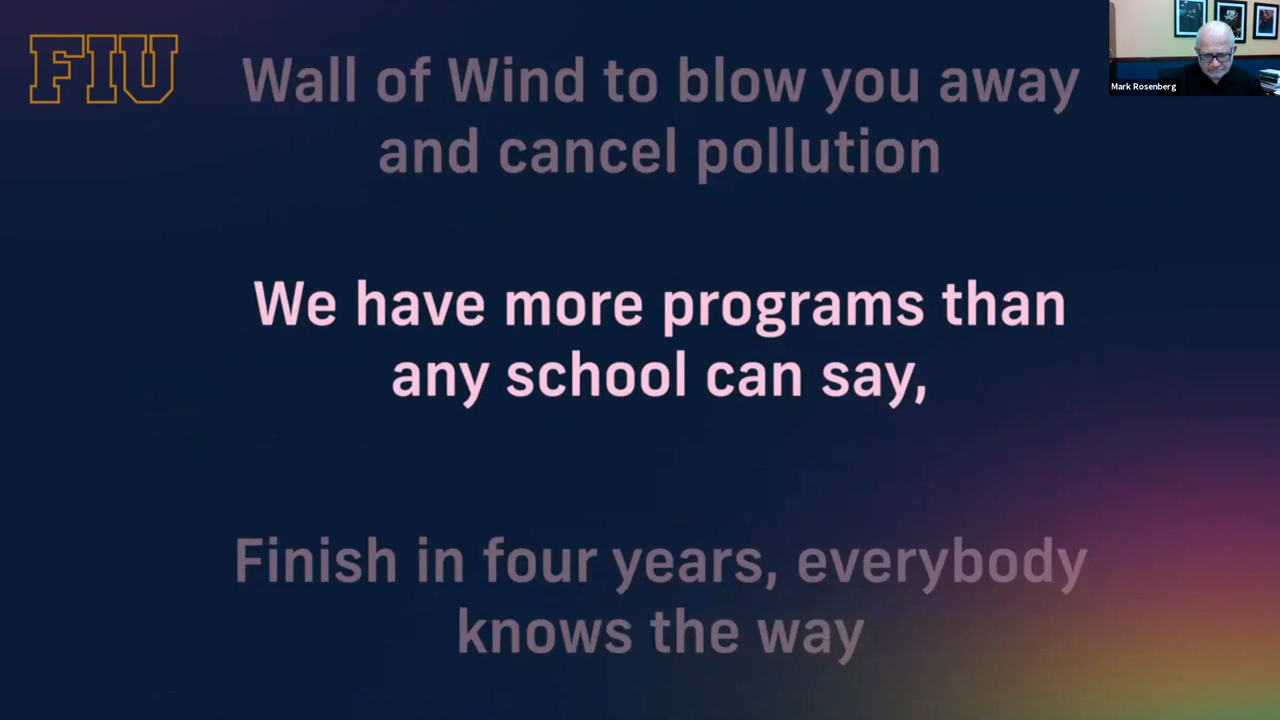 FIU
Wall of Wind to blow you away
and cancel pollution
Mark Rosenberg
We have more programs than
any school can say,
Finish in four years, everybody
knows the way